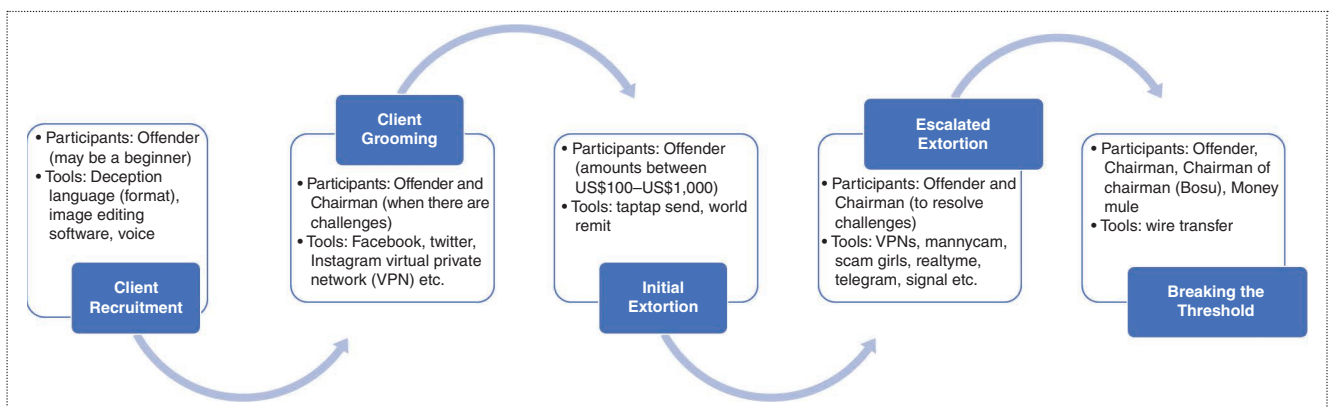 • Participants: Offender
(may be a beginner)
• Tools: Deception
language (format),
image editing
software, voice
Client
Recruitment
Client
Grooming
• Participants: Offender and
Chairman (when there are
challenges)
• Tools: Facebook, twitter,
Instagram virtual private
network (VPN) etc.
• Participants: Offender
(amounts between
US$100–US$1,000)
• Tools: taptap send, world
remit
Initial
Extortion
Escalated
Extortion
• Participants: Offender and
Chairman (to resolve
challenges)
• Tools: VPNs, mannycam,
scam girls, realtyme,
telegram, signal etc.
• Participants: Offender,
Chairman, Chairman of
chairman (Bosu), Money
mule
• Tools: wire transfer
Breaking the
Threshold